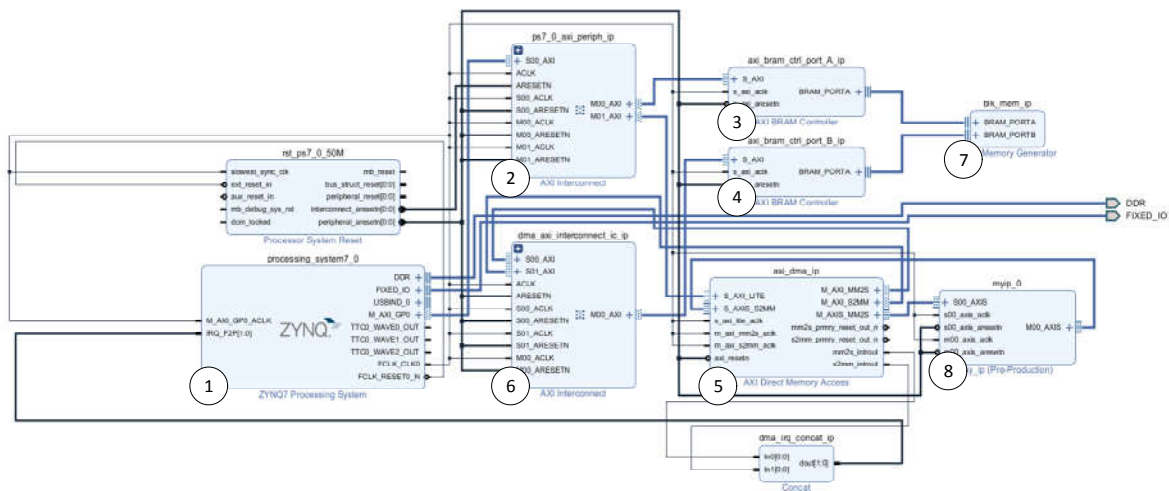 ps7_0_axi_periph_ip
S00_AXI
ACLK
ARESETN
S00_ACLK
S00_ARESETN
M00_ACLK
M00_ARESETN
M01_ACLK
M01_ARESETN
M00_AXI
M01_AXI
2
AXI Interconnect
axi_bram_ctrl_port_A_ip
S_AXI
s_axi_aclk
BRAM_PORTA
3
AXI BRAM Controller
axi_bram_ctrl_port_B_ip
S_AXI
s_axi_aclk
BRAM_PORTA
4
AXI BRAM Controller
blk_mem_ip
BRAM_PORTA
BRAM_PORTB
7
Memory Generator
rst_ps7_0_50M
slowest_sync_clk
ext_reset_in
aux_reset_in
mb_debug_sys_rst
dcm_locked
mb_reset
bus_struct_reset[0:0]
peripheral_reset[0:0]
interconnect_aresetn[0:0]
peripheral_aresetn[0:0]
Processor System Reset
DDR
FIXED_IO
processing_system7_0
M_AXI_GP0_ACLK
IRQ_F2P[1:0]
ZYNQ
DDR
FIXED_IO
USBIND_0
M_AXI_GP0
TTC0_WAVE0_OUT
TTC0_WAVE1_OUT
TTC0_WAVE2_OUT
FCLK_CLK0
FCLK_RESET0_N
1
ZYNQ7 Processing System
dma_axi_interconnect_ic_ip
S00_AXI
S01_AXI
ACLK
ARESETN
S00_ACLK
S00_ARESETN
S01_ACLK
S01_ARESETN
M00_ACLK
M00_ARESETN
M00_AXI
6
AXI Interconnect
axi_dma_ip
S_AXI_LITE
S_AXIS_S2MM
s_axi_lite_aclk
m_axi_mm2s_aclk
m_axi_s2mm_aclk
axi_resetn
M_AXI_MM2S
M_AXI_S2MM
M_AXIS_MM2S
mm2s_prmry_reset_out_n
s2mm_prmry_reset_out_n
mm2s_introut
s2mm_introut
5
AXI Direct Memory Access
myip_0
S00_AXIS
s00_axis_aclk
s00_axis_aresetn
m00_axis_aclk
m00_axis_aresetn
M00_AXIS
8
(Pre-Production)
dma_irq_concat_ip
In0[0:0]
In1[0:0]
dout[1:0]
Concat